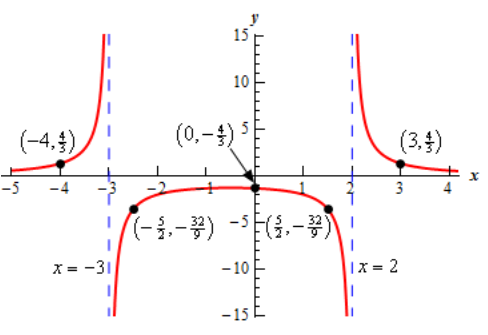 y
15
10
(0, -4/3)
5
(-4, 4/3)
(3, 4/3)
x
-5 -4 -3 -2 -1 1 2 3 4
(-5/2, -32/9)
-5
(5/2, -32/9)
x = -3
-10
x = 2
-15